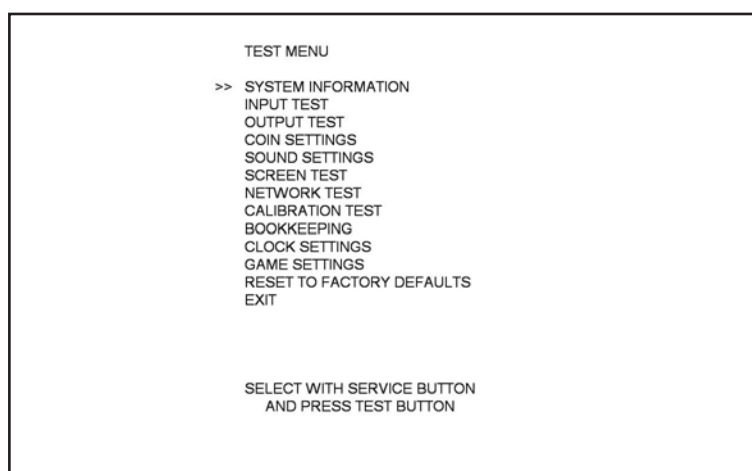 TEST MENU
>> SYSTEM INFORMATION
INPUT TEST
OUTPUT TEST
COIN SETTINGS
SOUND SETTINGS
SCREEN TEST
NETWORK TEST
CALIBRATION TEST
BOOKKEEPING
CLOCK SETTINGS
GAME SETTINGS
RESET TO FACTORY DEFAULTS
EXIT
SELECT WITH SERVICE BUTTON
AND PRESS TEST BUTTON